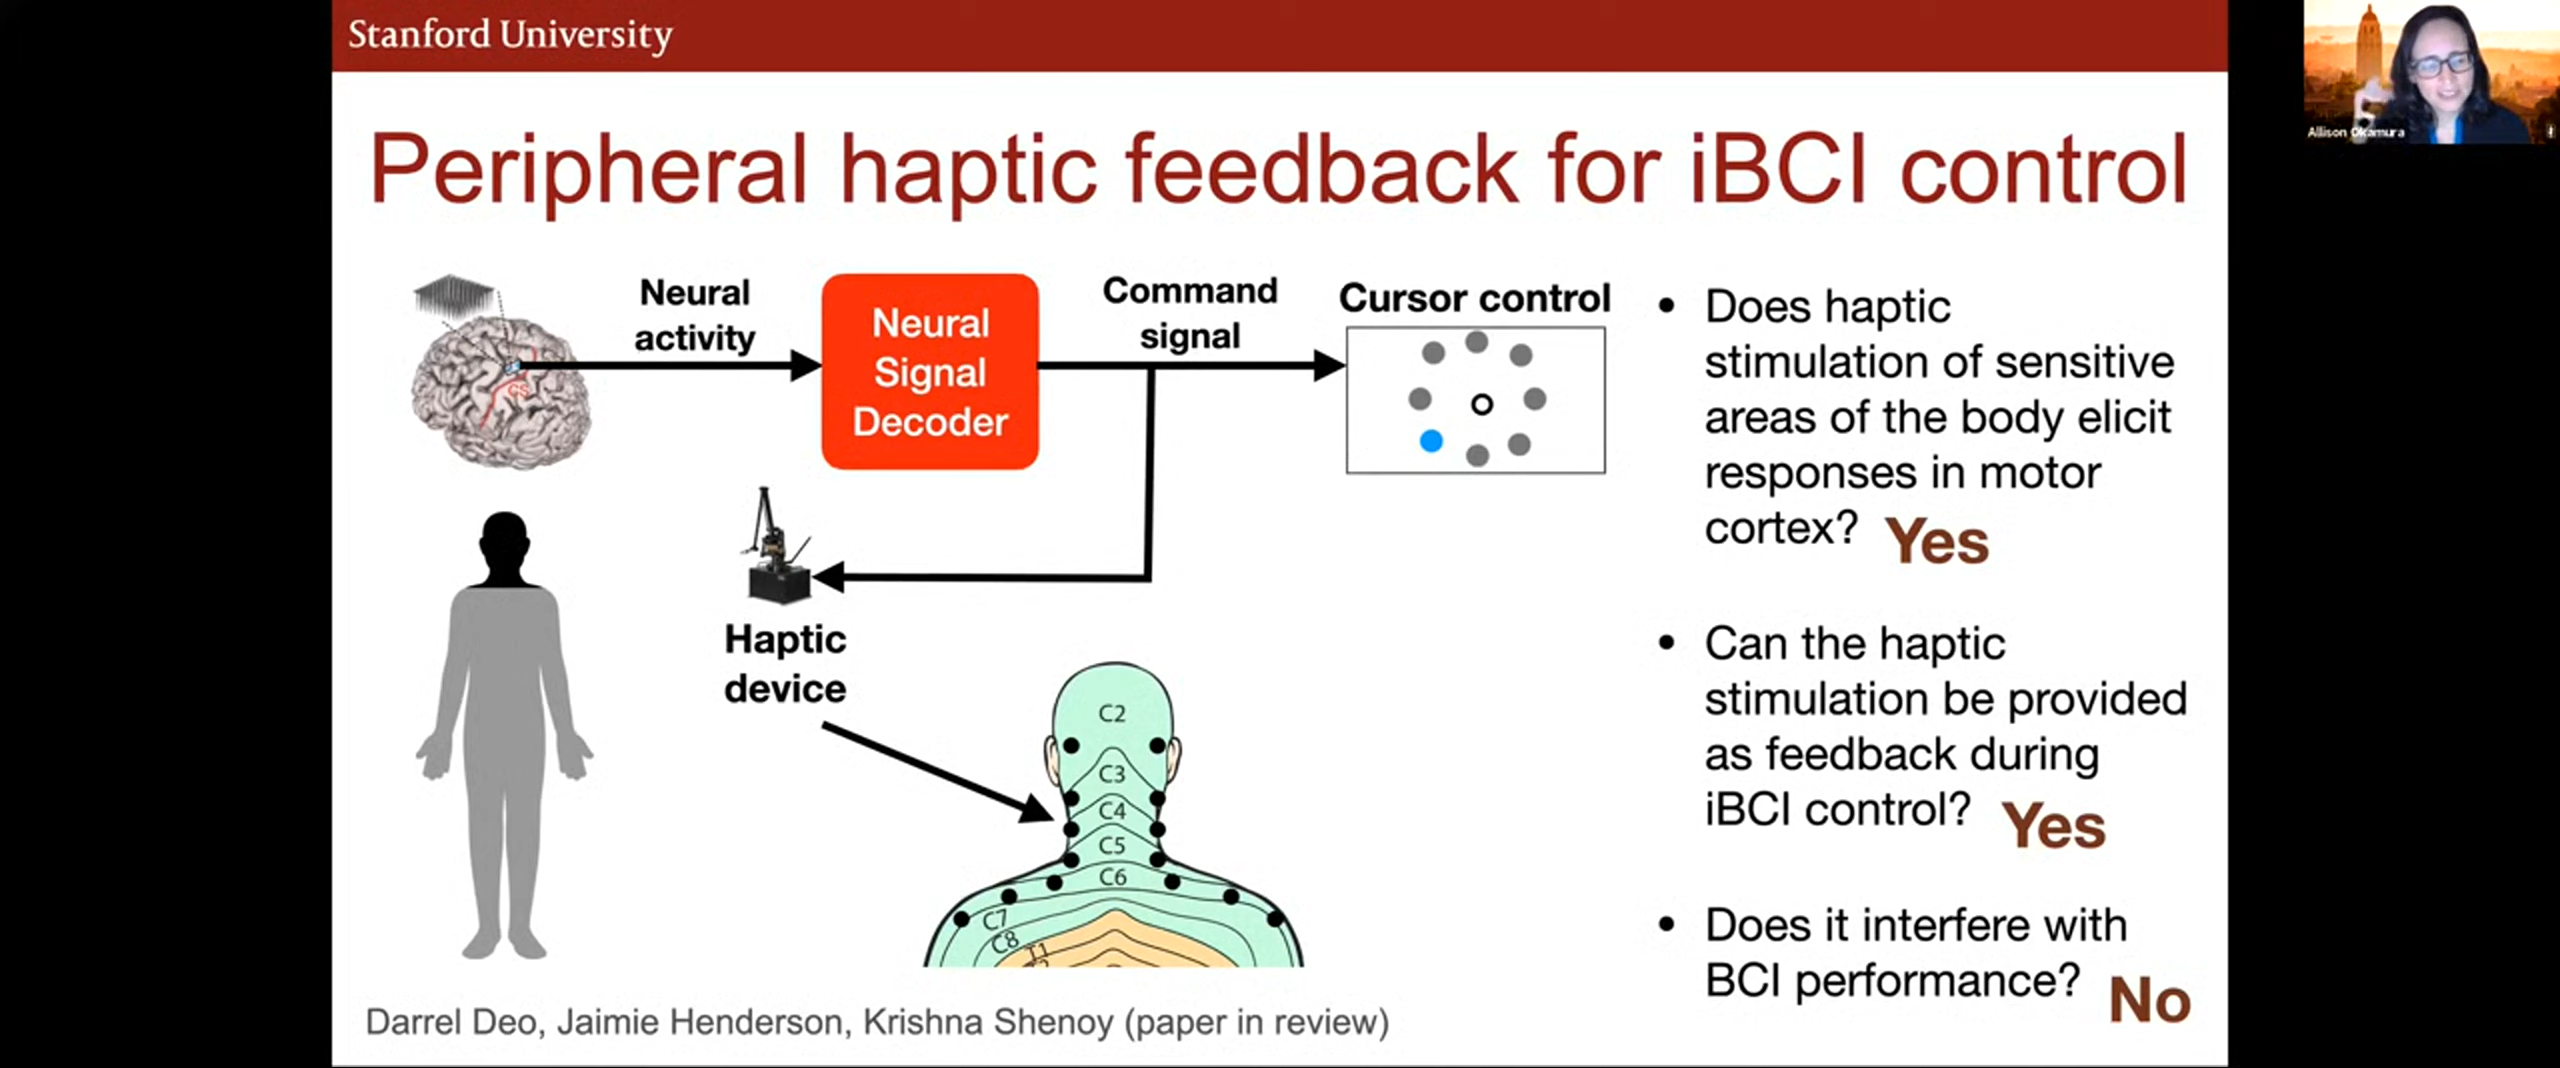 Stanford University
Allison Okamura
Peripheral haptic feedback for iBCI control
Neural
activity
Neural
Signal
Decoder
Command
signal
Cursor control
CS
Haptic
device
C2
C3
C4
C5
C6
C7
C8
T1
• Does haptic
stimulation of sensitive
areas of the body elicit
responses in motor
cortex? Yes
• Can the haptic
stimulation be provided
as feedback during
iBCI control? Yes
• Does it interfere with
BCI performance? No
Darrel Deo, Jaimie Henderson, Krishna Shenoy (paper in review)